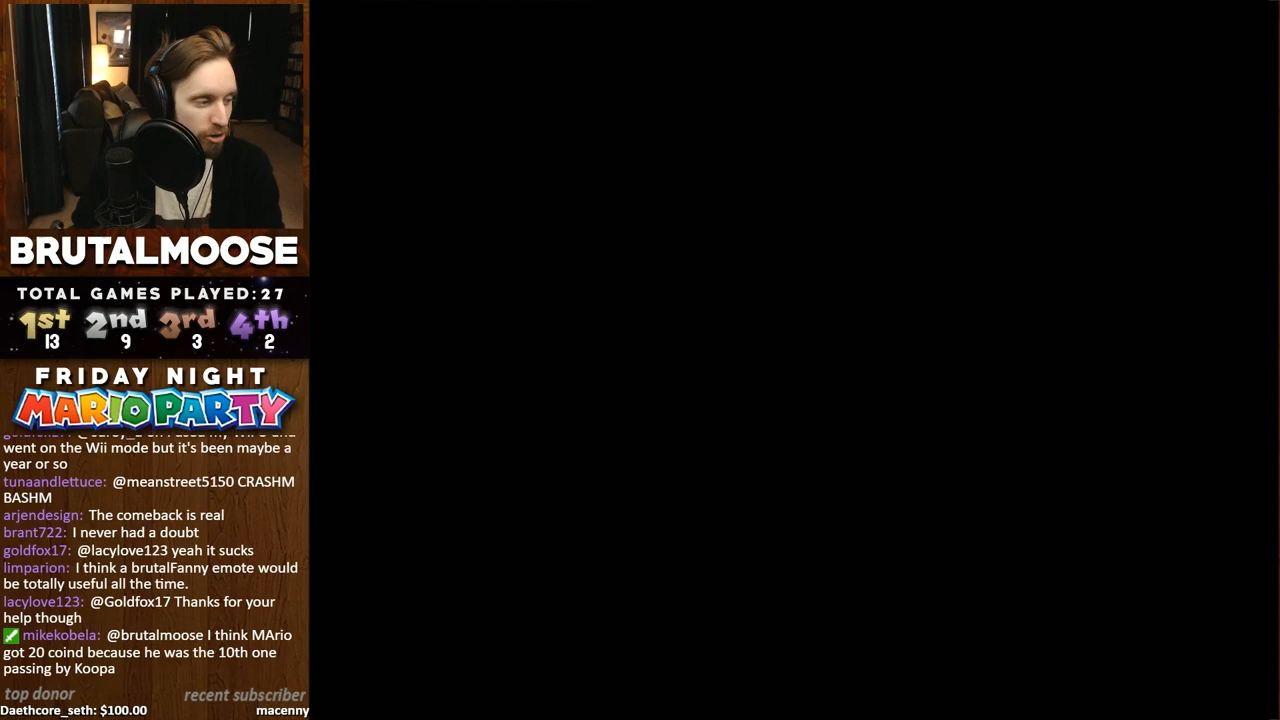 BRUTALMOOSE
TOTAL GAMES PLAYED:27
1st 2nd 3rd 4th
13 9 3 2
FRIDAY NIGHT
MARIO PARTY
went on the Wii mode but it's been maybe a
year or so
tunaandlettuce: @meanstreet5150 CRASHM
BASHM
arjendesign: The comeback is real
brant722: I never had a doubt
goldfox17: @lacylove123 yeah it sucks
limparion: I think a brutalFanny emote would
be totally useful all the time.
lacylove123: @Goldfox17 Thanks for your
help though
mikekobela: @brutalmoose I think MArio
got 20 coind because he was the 10th one
passing by Koopa
top donor recent subscriber
Daethcore_seth: $100.00 macenny